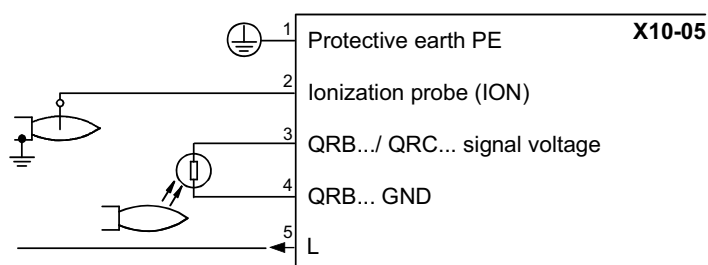 X10-05
1 Protective earth PE
2 Ionization probe (ION)
3 QRB.../ QRC... signal voltage
4 QRB... GND
5 L